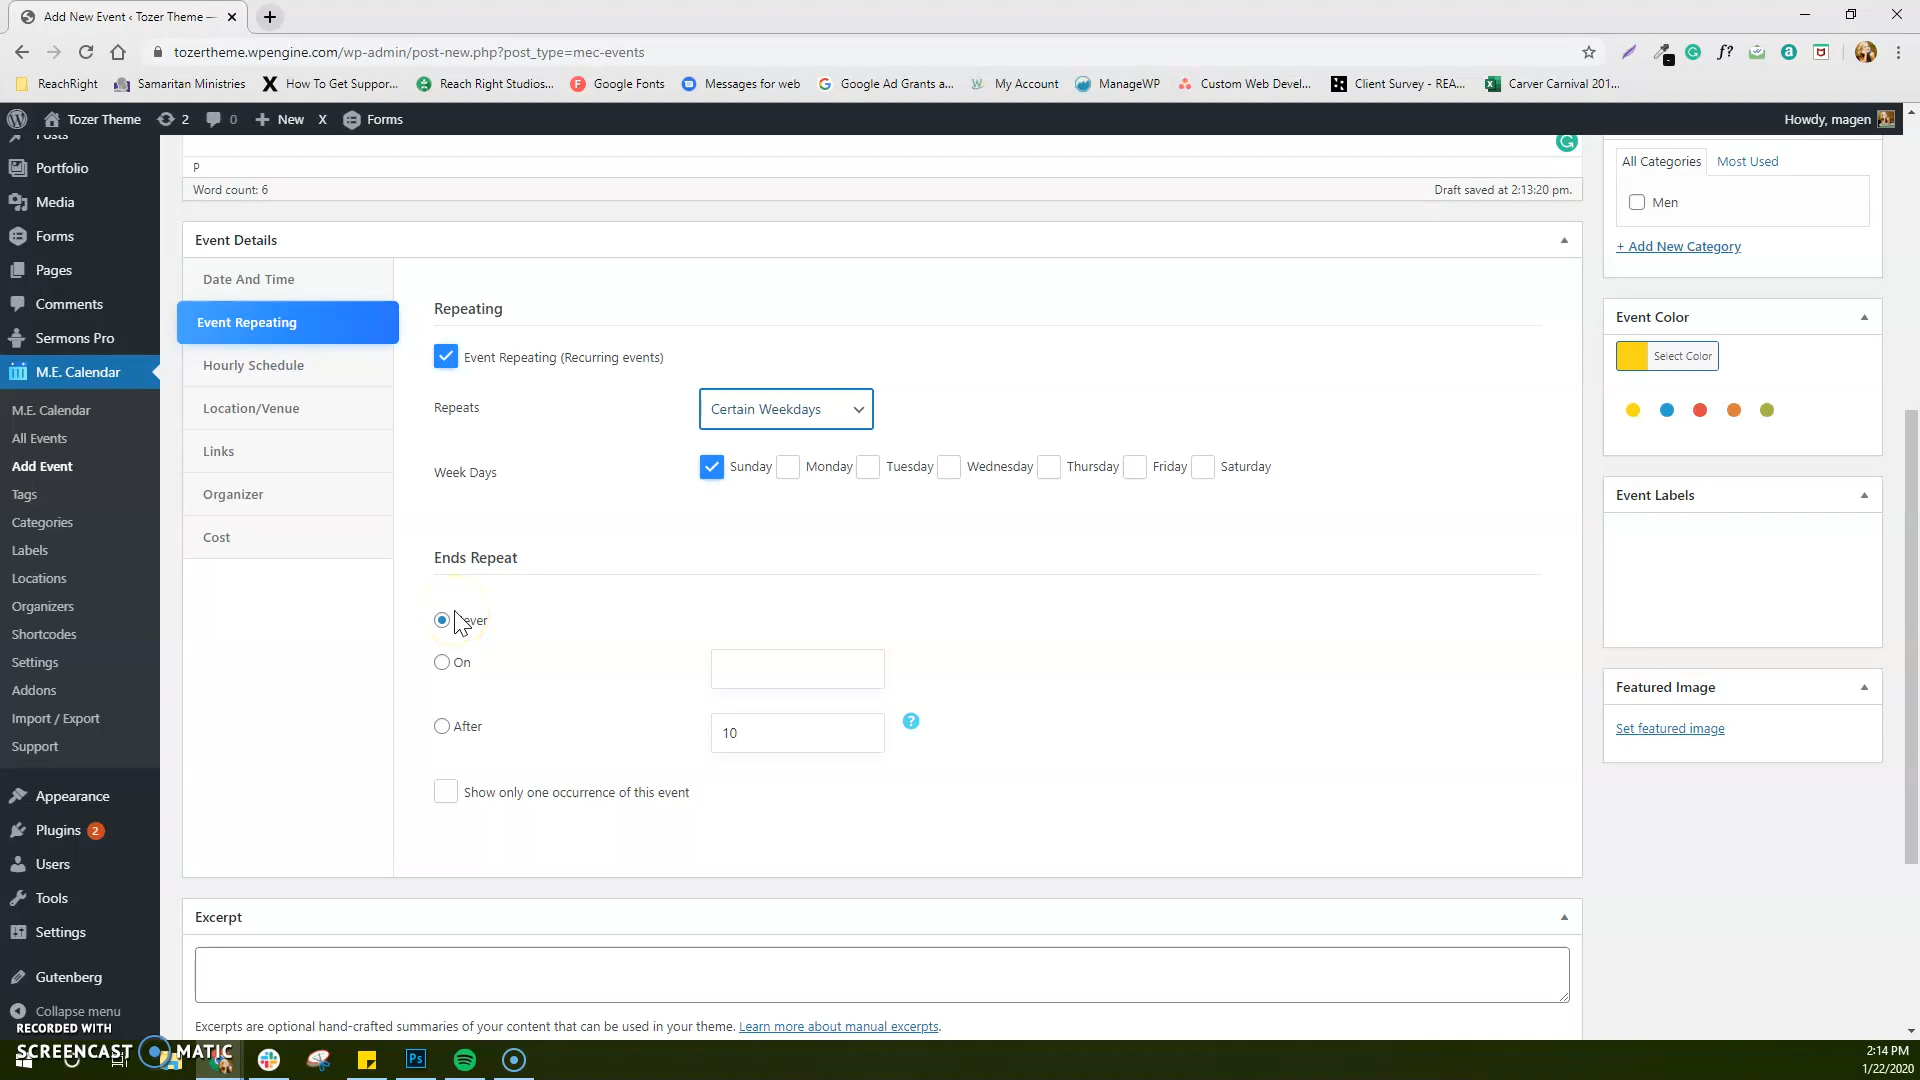 Add New Event ‹ Tozer Theme —
tozertheme.wpengine.com/wp-admin/post-new.php?post_type=mec-events
ReachRight
Samaritan Ministries
How To Get Support...
Reach Right Studios...
Google Fonts
Messages for web
Google Ad Grants a...
My Account
ManageWP
Custom Web Devel...
Client Survey - REA...
Carver Carnival 201...
Tozer Theme
2
0
New
X
Forms
Howdy, magen
Posts
Portfolio
Media
Forms
Pages
Comments
Sermons Pro
M.E. Calendar
M.E. Calendar
All Events
Add Event
Tags
Categories
Labels
Locations
Organizers
Shortcodes
Settings
Addons
Import / Export
Support
Appearance
Plugins 2
Users
Tools
Settings
Gutenberg
Collapse menu
P
Word count: 6
Draft saved at 2:13:20 pm.
Event Details
Date And Time
Event Repeating
Hourly Schedule
Location/Venue
Links
Organizer
Cost
Repeating
Event Repeating (Recurring events)
Repeats
Certain Weekdays
Week Days
Sunday Monday Tuesday Wednesday Thursday Friday Saturday
Ends Repeat
ever
On
After
10
?
Show only one occurrence of this event
Excerpt
Excerpts are optional hand-crafted summaries of your content that can be used in your theme. Learn more about manual excerpts.
All Categories
Most Used
Men
+ Add New Category
Event Color
Select Color
Event Labels
Featured Image
Set featured image
RECORDED WITH
SCREENCAST MATIC
Ps
2:14 PM
1/22/2020